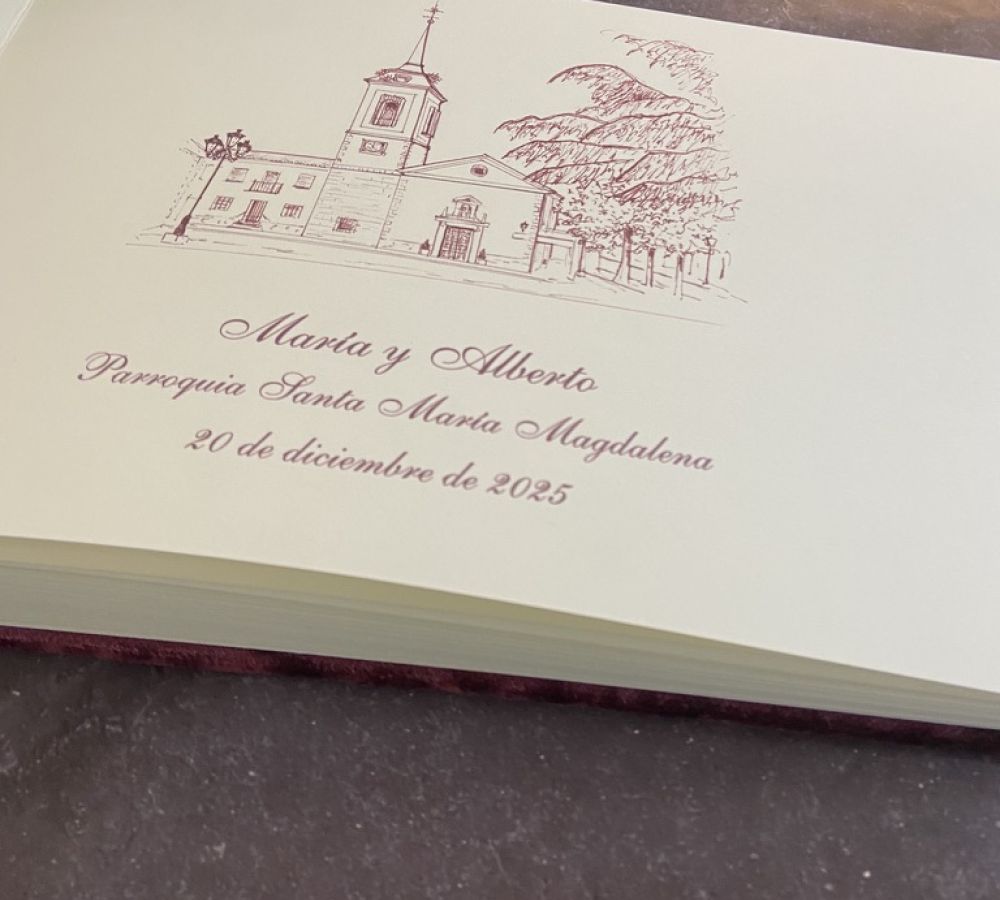 María y Alberto
Parroquia Santa María Magdalena
20 de diciembre de 2025